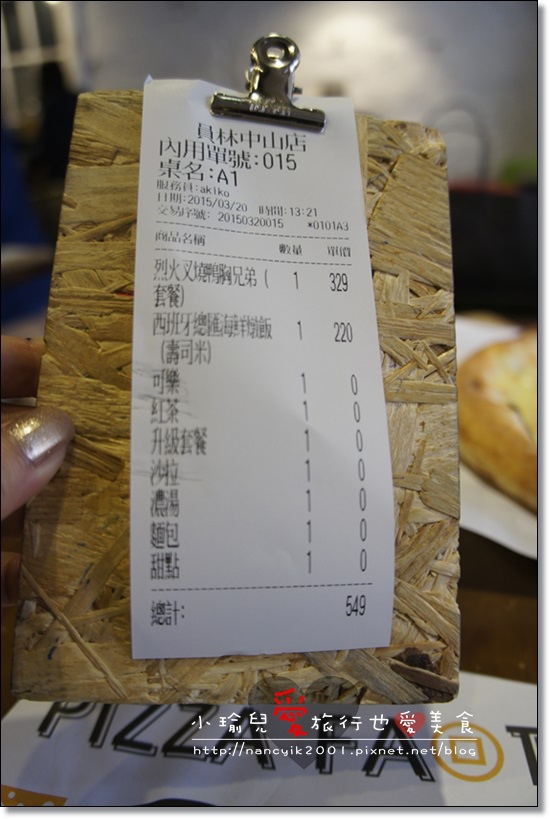 員林中山店
內用單號:015
桌名:A1
服務員:akiko
日期:2015/03/20 時間:13:21
交易序號: 20150320015 *0101A3
商品名稱 數量 單價
烈火叉燒鴨胸兄弟( 1 329
套餐)
西班牙總匯海鮮燉飯 1 220
(壽司米)
可樂 1 0
紅茶 1 0
升級套餐 1 0
沙拉 1 0
濃湯 1 0
麵包 1 0
甜點 1 0
總計: 549
小瑜兒愛旅行也愛美食
http://nancyik2001.pixnet.net/blog
PIZZA FA T